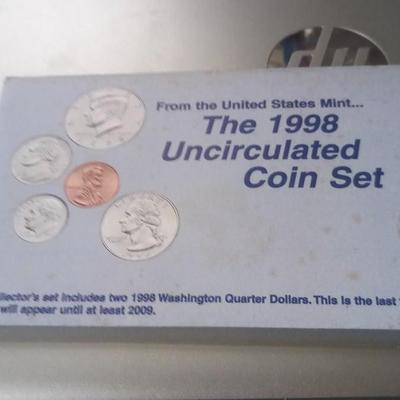 From the United States Mint...
The 1998
Uncirculated
Coin Set
llector's set includes two 1998 Washington Quarter Dollars. This is the last
will appear until at least 2009.
hp